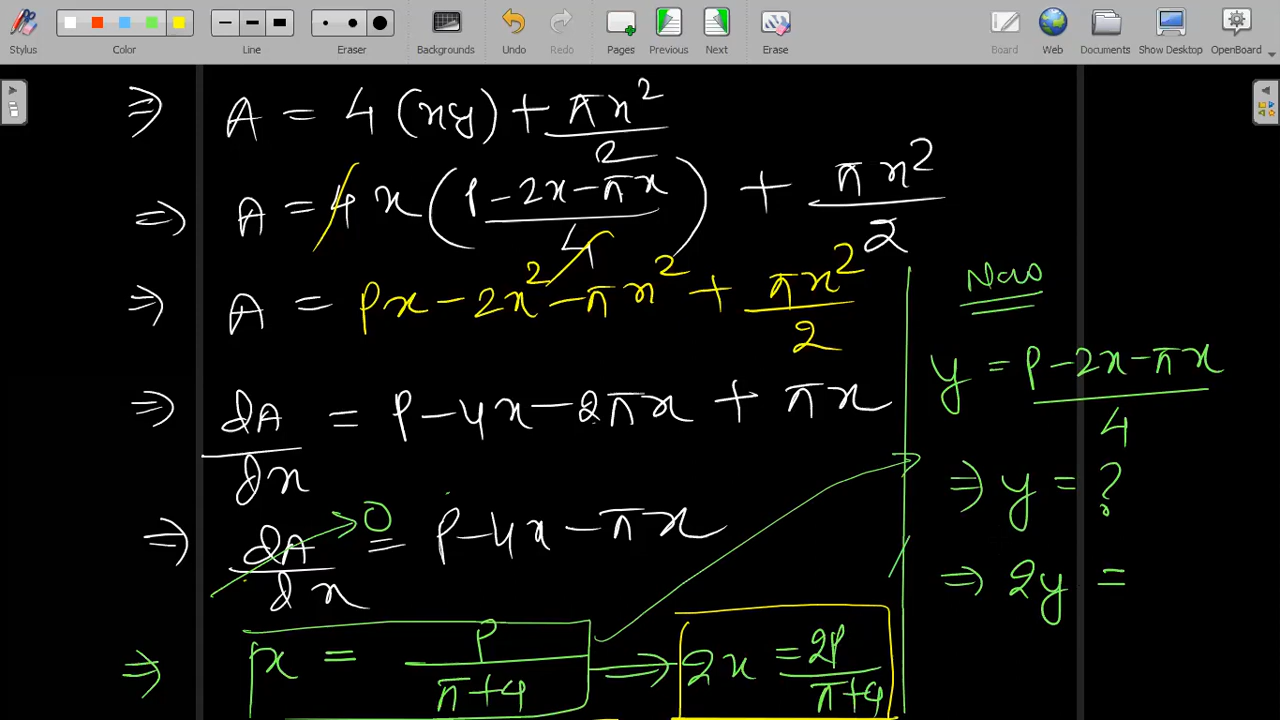 Stylus Color Line Eraser Backgrounds Undo Redo Pages Previous Next Erase Board Web Documents Show Desktop OpenBoard
⇒ A = 4 (xy) + πx²/2
⇒ A = 4x (P-2x-πx/4) + πx²/2
⇒ A = Px - 2x² - πx² + πx²/2
⇒ dA/dx = P - 4x - 2πx + πx
⇒ dA/dx = P - 4x - πx
0
⇒ x = P/π+4 ⇒ 2x = 2P/π+4
Now
y = P-2x-πx/4
⇒ y = ?
⇒ 2y =